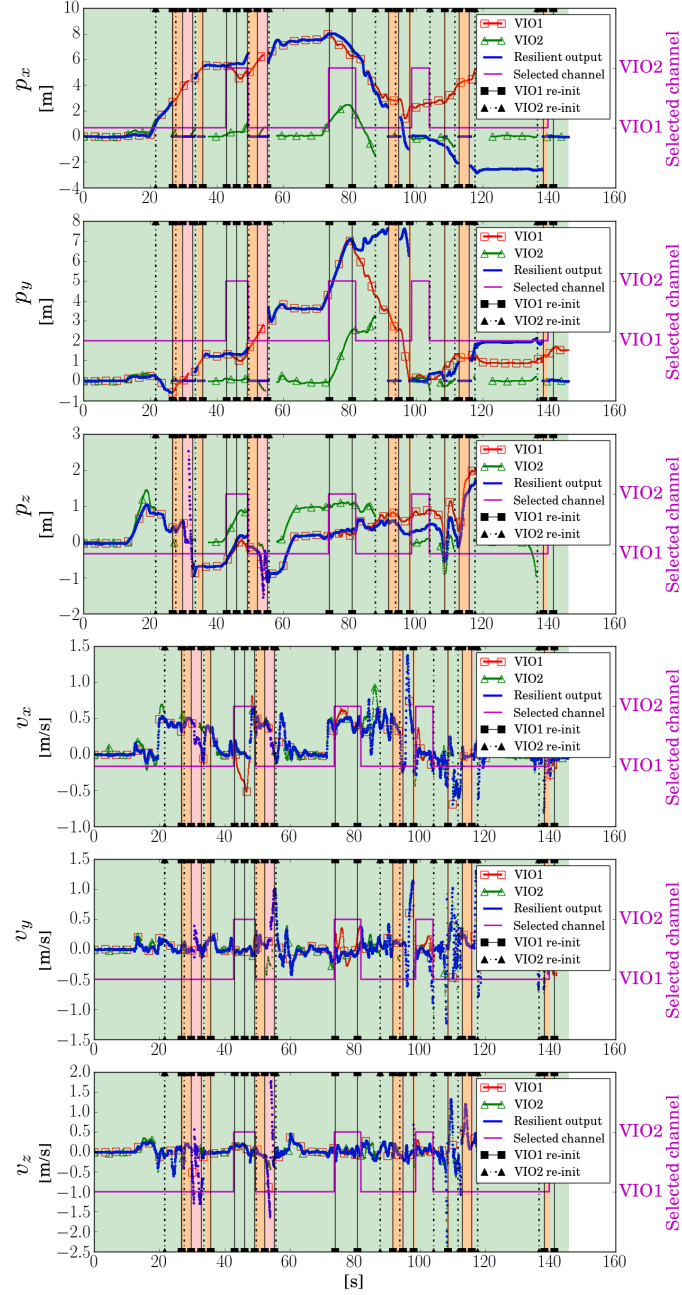 10
8
6
4
2
0
−2
−4
0 20 40 60 80 100 120 140 160
p_x
[m]
VIO2
VIO1
Selected channel
VIO1
VIO2
Resilient output
Selected channel
VIO1 re-init
VIO2 re-init
8
7
6
5
4
3
2
1
0
−1
0 20 40 60 80 100 120 140 160
p_y
[m]
VIO2
VIO1
Selected channel
VIO1
VIO2
Resilient output
Selected channel
VIO1 re-init
VIO2 re-init
3
2
1
0
−1
−2
0 20 40 60 80 100 120 140 160
p_z
[m]
VIO2
VIO1
Selected channel
VIO1
VIO2
Resilient output
Selected channel
VIO1 re-init
VIO2 re-init
1.5
1.0
0.5
0.0
−0.5
−1.0
0 20 40 60 80 100 120 140 160
v_x
[m/s]
VIO2
VIO1
Selected channel
VIO1
VIO2
Resilient output
Selected channel
VIO1 re-init
VIO2 re-init
1.5
1.0
0.5
0.0
−0.5
−1.0
−1.5
0 20 40 60 80 100 120 140 160
v_y
[m/s]
VIO2
VIO1
Selected channel
VIO1
VIO2
Resilient output
Selected channel
VIO1 re-init
VIO2 re-init
2.0
1.5
1.0
0.5
0.0
−0.5
−1.0
−1.5
−2.0
−2.5
0 20 40 60 80 100 120 140 160
v_z
[m/s]
VIO2
VIO1
Selected channel
VIO1
VIO2
Resilient output
Selected channel
VIO1 re-init
VIO2 re-init
[s]